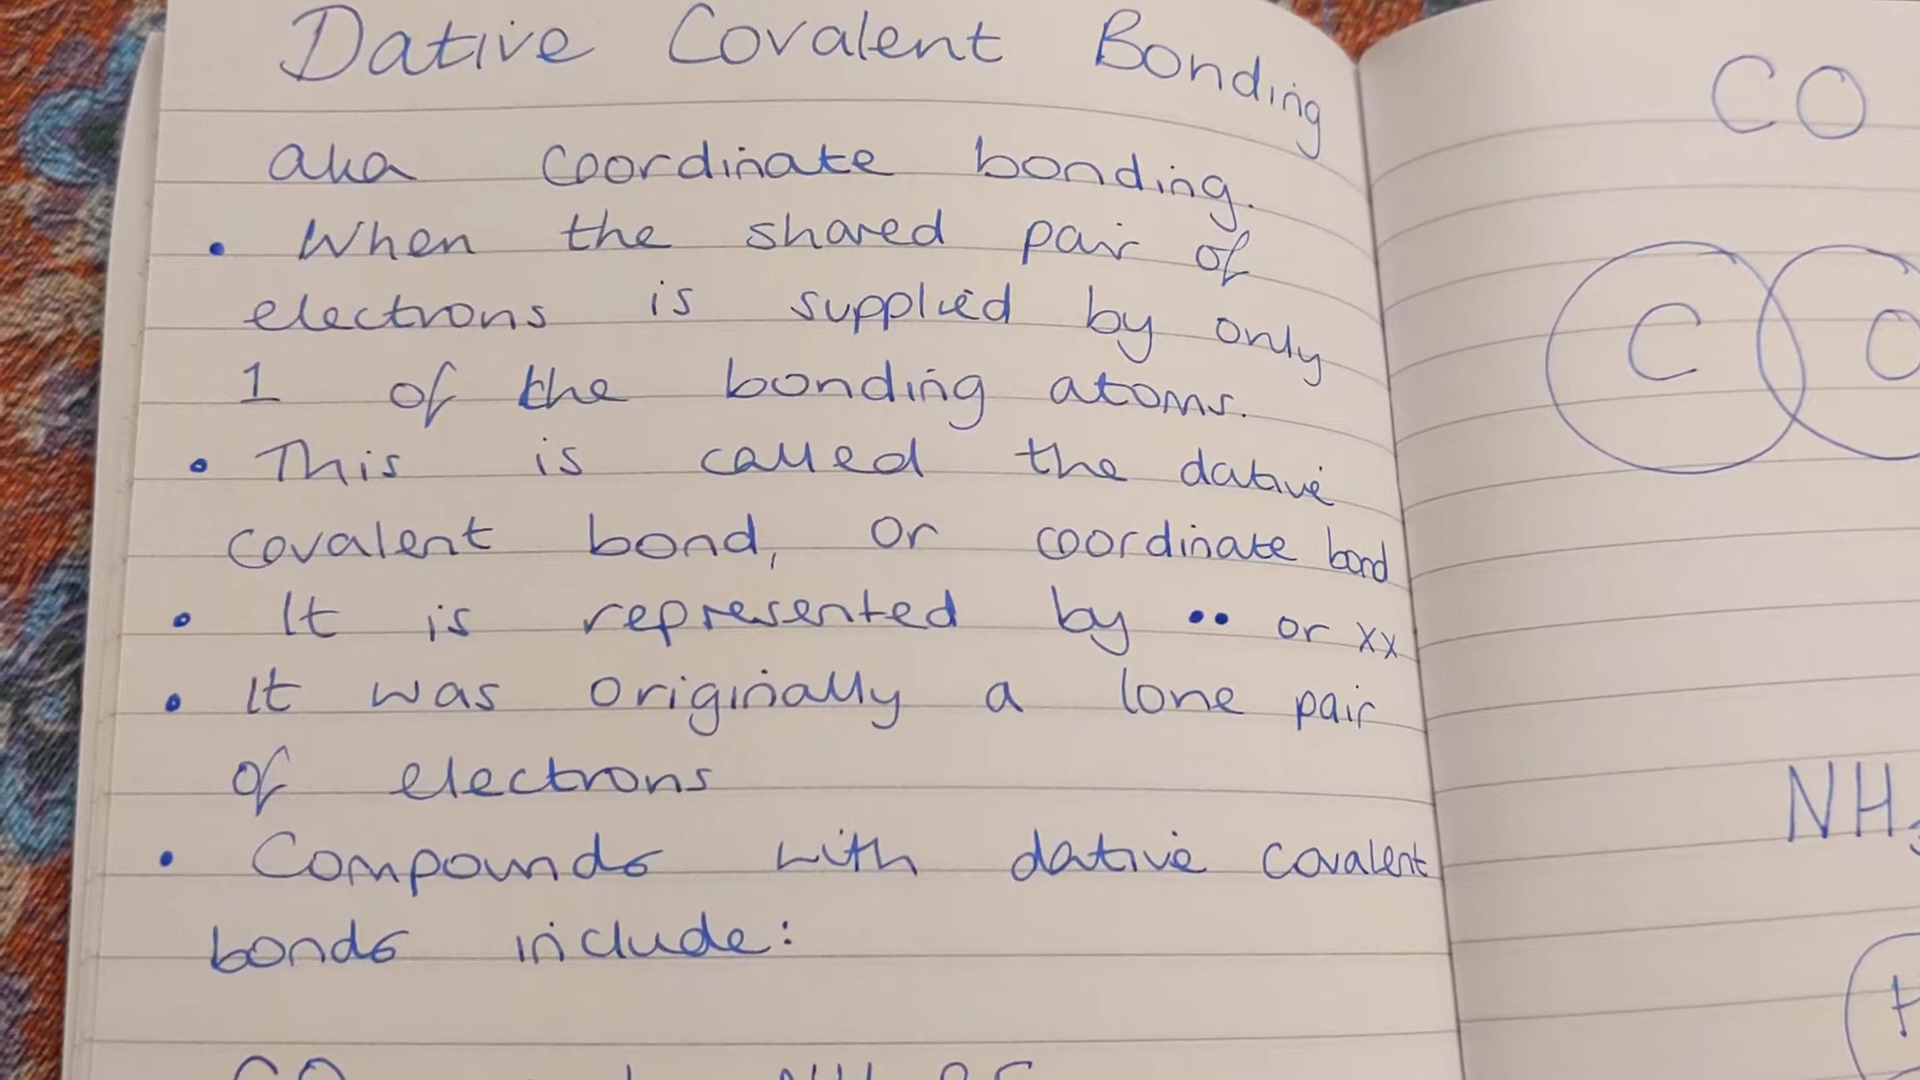 Dative Covalent Bonding
aka coordinate bonding.
• When the shared pair of
electrons is supplied by only
1 of the bonding atoms.
• This is called the dative
covalent bond, or coordinate bond
• It is represented by •• or xx
• It was originally a lone pair
of electrons
• Compounds with dative covalent
bonds include:
CO
C O
NH
H